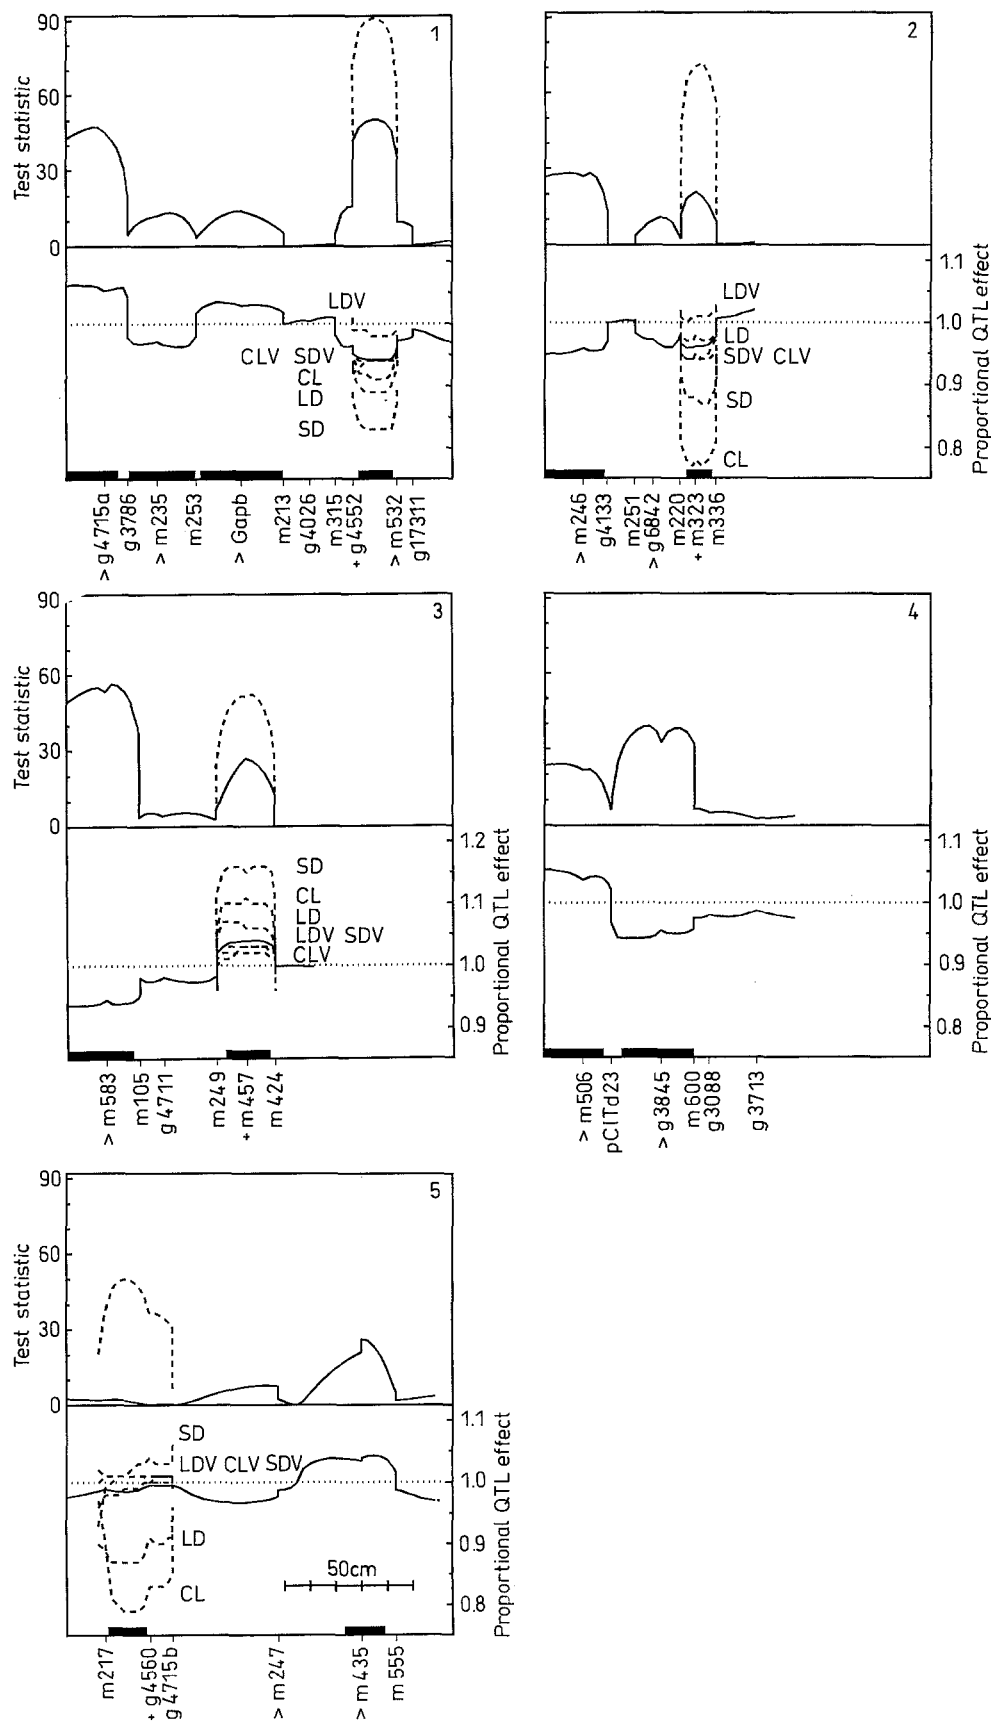 1
Test statistic
90
60
30
0
LDV
CLV SDV
CL
LD
SD
> g4715a
g3786
> m235
m253
> Gapb
m213
g4026
m315
+ g4552
> m532
g17311
2
Proportional QTL effect
1.1
1.0
0.9
0.8
LDV
LD
SDV CLV
SD
CL
> m246
g4133
m251
> g6842
m220
+ m323
m336
3
Test statistic
90
60
30
0
Proportional QTL effect
1.2
1.1
1.0
0.9
SD
CL
LD
LDV SDV
CLV
> m583
m105
g4711
m249
+ m457
m424
4
Proportional QTL effect
1.1
1.0
0.9
0.8
> m506
pCITd23
> g3845
m600
g3088
g3713
5
Test statistic
90
60
30
0
Proportional QTL effect
1.1
1.0
0.9
0.8
SD
LDV CLV SDV
LD
CL
50cm
m217
+ g4560
g4715b
> m247
> m435
m555